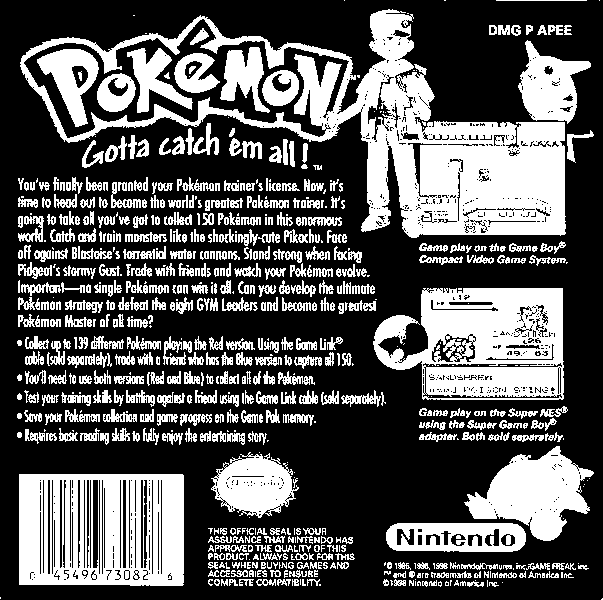 DMG P APEE
POKéMON
Gotta catch 'em all!
TM
You've finally been granted your Pokémon trainer's license. Now, it's
time to head out to become the world's greatest Pokémon trainer. It's
going to take all you've got to collect 150 Pokémon in this enormous
world. Catch and train monsters like the shockingly-cute Pikachu. Face
off against Blastoise's torrential water cannons. Stand strong when facing
Pidgeot's stormy Gust. Trade with friends and watch your Pokémon evolve.
Important—no single Pokémon can win it all. Can you develop the ultimate
Pokémon strategy to defeat the eight GYM Leaders and become the greatest
Pokémon Master of all time?
• Collect up to 139 different Pokémon playing the Red version. Using the Game Link®
cable (sold separately), trade with a friend who has the Blue version to capture all 150.
• You'll need to use both versions (Red and Blue) to collect all of the Pokémon.
• Test your training skills by battling against a friend using the Game Link cable (sold separately).
• Save your Pokémon collection and game progress on the Game Pak memory.
• Requires basic reading skills to fully enjoy the entertaining story.
Game play on the Game Boy®
Compact Video Game System.
SANDSHREW
POISON STING!
Game play on the Super NES®
using the Super Game Boy®
adapter. Both sold separately.
0 45496 73082 6
Nintendo
THIS OFFICIAL SEAL IS YOUR
ASSURANCE THAT NINTENDO HAS
APPROVED THE QUALITY OF THIS
PRODUCT. ALWAYS LOOK FOR THIS
SEAL WHEN BUYING GAMES AND
ACCESSORIES TO ENSURE
COMPLETE COMPATIBILITY.
Nintendo
©1995, 1996, 1998 Nintendo/Creatures, inc./GAME FREAK, inc.
™ and ® are trademarks of Nintendo of America Inc.
©1998 Nintendo of America Inc.